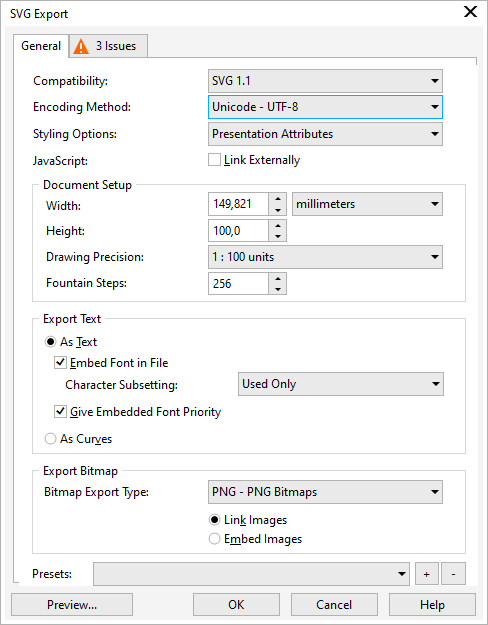 SVG Export
General
3 Issues
Compatibility: SVG 1.1
Encoding Method: Unicode - UTF-8
Styling Options: Presentation Attributes
JavaScript: Link Externally
Document Setup
Width: 149,821 millimeters
Height: 100,0
Drawing Precision: 1 : 100 units
Fountain Steps: 256
Export Text
As Text
Embed Font in File
Character Subsetting: Used Only
Give Embedded Font Priority
As Curves
Export Bitmap
Bitmap Export Type: PNG - PNG Bitmaps
Link Images
Embed Images
Presets: + -
Preview... OK Cancel Help